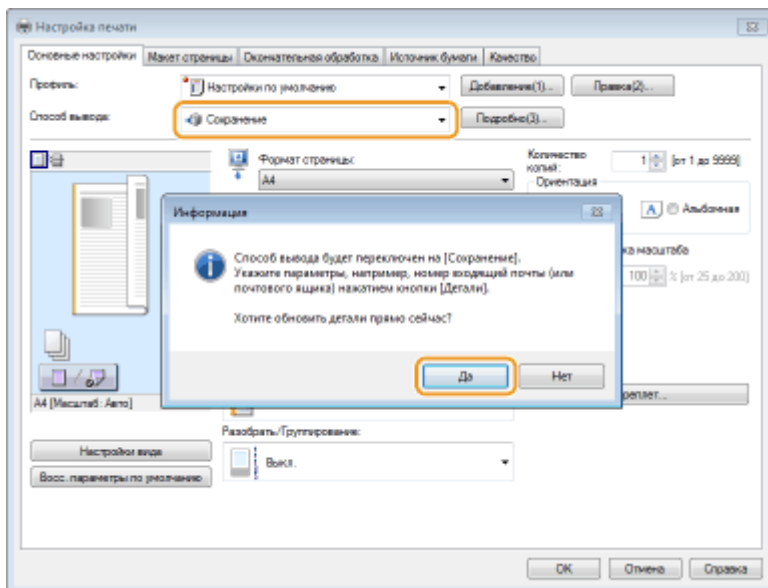 Настройка печати
Основные настройки Макет страницы Окончательная обработка Источник бумаги Качество
Профиль: Настройки по умолчанию Добавление(1)... Правка(2)...
Способ вывода: Сохранение Подробно(3)...
Формат страницы:
A4
Количество копий: 1 [от 1 до 9999]
Ориентация
A Альбомная
ка масштаба
100 % [от 25 до 200]
Информация
Способ вывода будет переключен на [Сохранение].
Укажите параметры, например, номер входящий почты (или
почтового ящика) нажатием кнопки [Детали].
Хотите обновить детали прямо сейчас?
Да Нет
A4 [Масштаб: Авто]
реплет...
Разобрать/Группирование:
Выкл.
Настройки вида
Восс. параметры по умолчанию
OK Отмена Справка